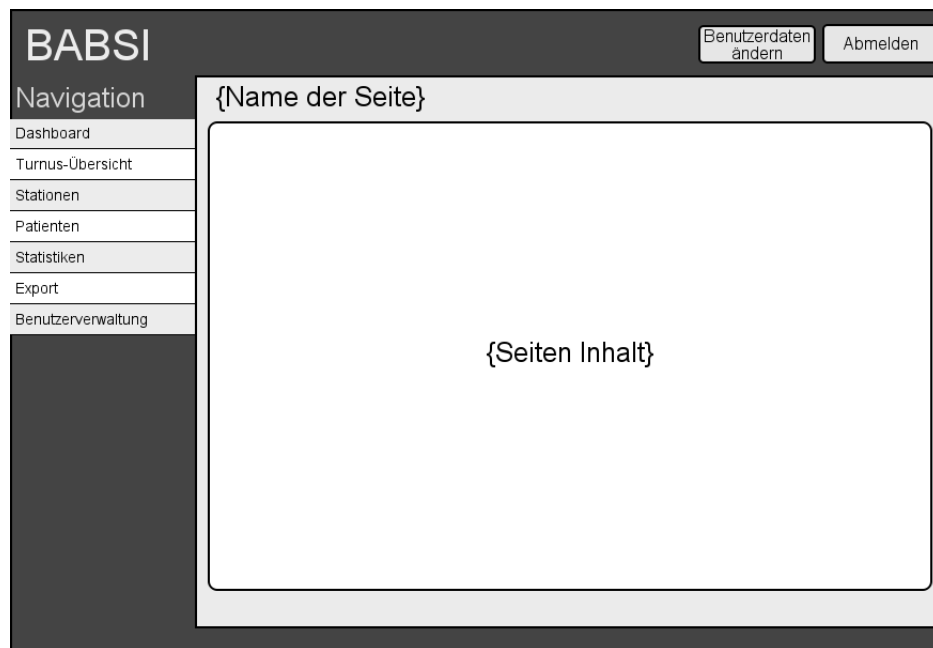 BABSI
Benutzerdaten
ändern
Abmelden
Navigation
{Name der Seite}
Dashboard
Turnus-Übersicht
Stationen
Patienten
Statistiken
Export
Benutzerverwaltung
{Seiten Inhalt}